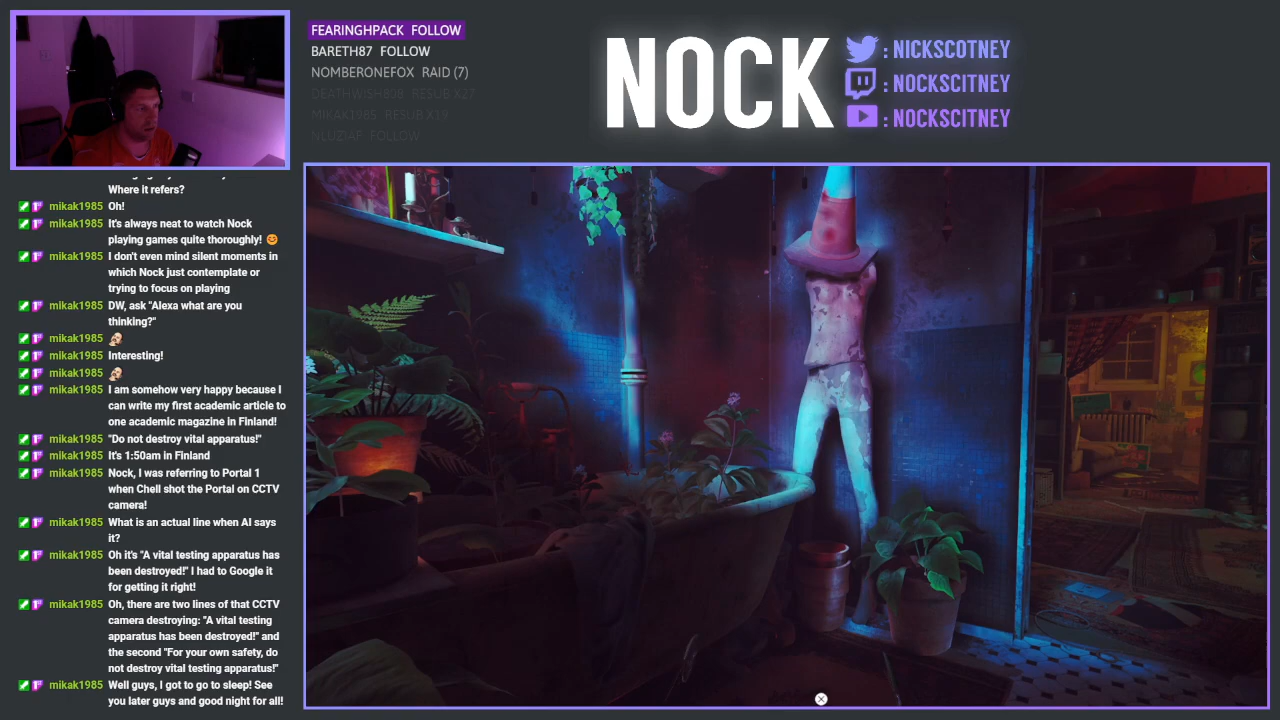 FEARINGHPACK FOLLOW
BARETH87 FOLLOW
NOMBERONEFOX RAID (7)
DEATHWISH808 RESUB X27
MIKAK1985 RESUB X19
NLUZIAF FOLLOW
NOCK
: NICKSCOTNEY
: NOCKSCITNEY
: NOCKSCITNEY
Where it refers?
mikak1985 Oh!
mikak1985 It's always neat to watch Nock
playing games quite thoroughly!
mikak1985 I don't even mind silent moments in
which Nock just contemplate or
trying to focus on playing
mikak1985 DW, ask "Alexa what are you
thinking?"
mikak1985
mikak1985 Interesting!
mikak1985
mikak1985 I am somehow very happy because I
can write my first academic article to
one academic magazine in Finland!
mikak1985 "Do not destroy vital apparatus!"
mikak1985 It's 1:50am in Finland
mikak1985 Nock, I was referring to Portal 1
when Chell shot the Portal on CCTV
camera!
mikak1985 What is an actual line when AI says
it?
mikak1985 Oh it's "A vital testing apparatus has
been destroyed!" I had to Google it
for getting it right!
mikak1985 Oh, there are two lines of that CCTV
camera destroying: "A vital testing
apparatus has been destroyed!" and
the second "For your own safety, do
not destroy vital testing apparatus!"
mikak1985 Well guys, I got to go to sleep! See
you later guys and good night for all!